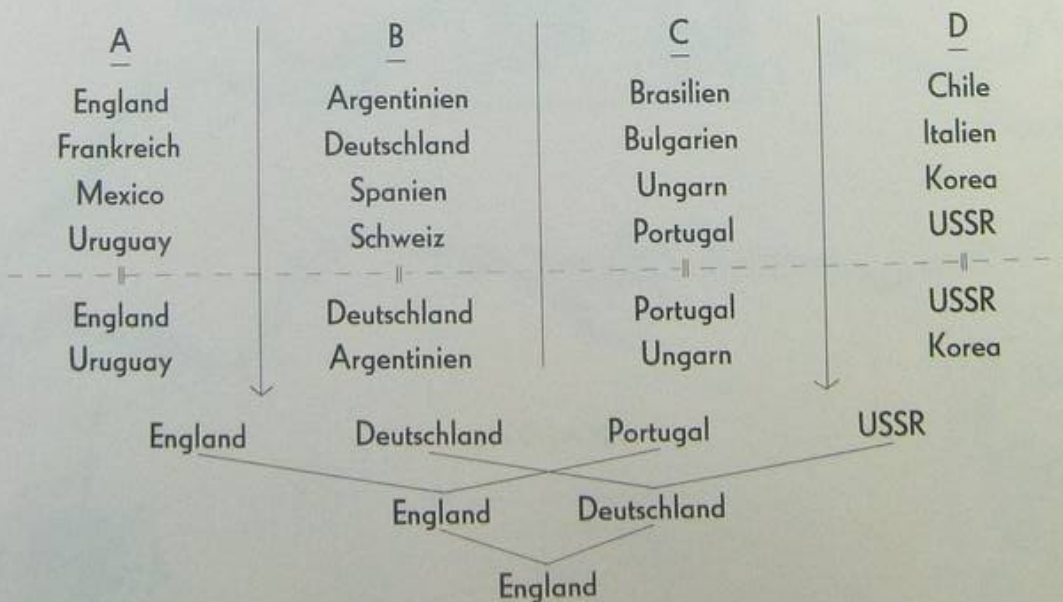 A B C D
England Argentinien Brasilien Chile
Frankreich Deutschland Bulgarien Italien
Mexico Spanien Ungarn Korea
Uruguay Schweiz Portugal USSR
England Deutschland Portugal USSR
Uruguay Argentinien Ungarn Korea
England Deutschland Portugal USSR
England Deutschland
England